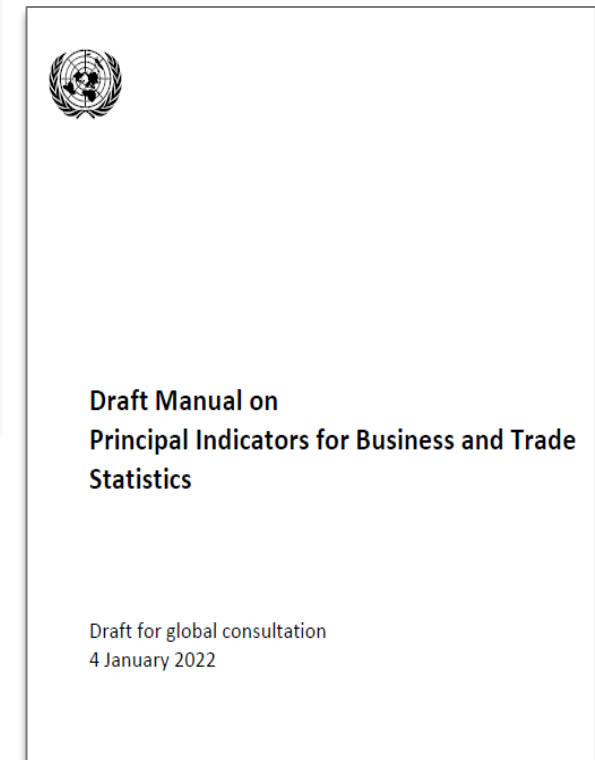 Draft Manual on
Principal Indicators for Business and Trade
Statistics
Draft for global consultation
4 January 2022